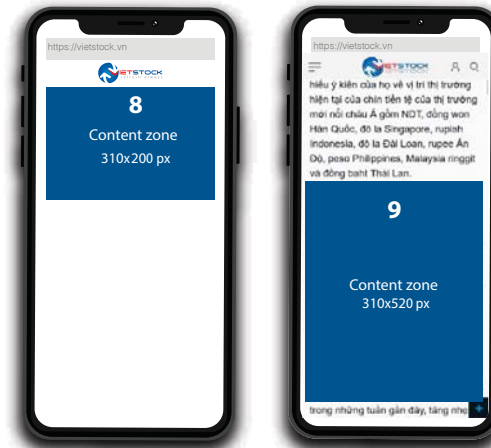 https://vietstock.vn
VIETSTOCK
8
Content zone
310x200 px
https://vietstock.vn
VIETSTOCK
hiểu ý kiến của họ về vị trí thị trường
hiện tại của chín tiền tệ của thị trường
mới nổi châu Á gồm NDT, đồng won
Hàn Quốc, đô la Singapore, rupiah
Indonesia, đô la Đài Loan, rupee Ấn
Độ, peso Philippines, Malaysia ringgit
và đồng baht Thái Lan.
9
Content zone
310x520 px
trong những tuần gần đây, tăng nhẹ